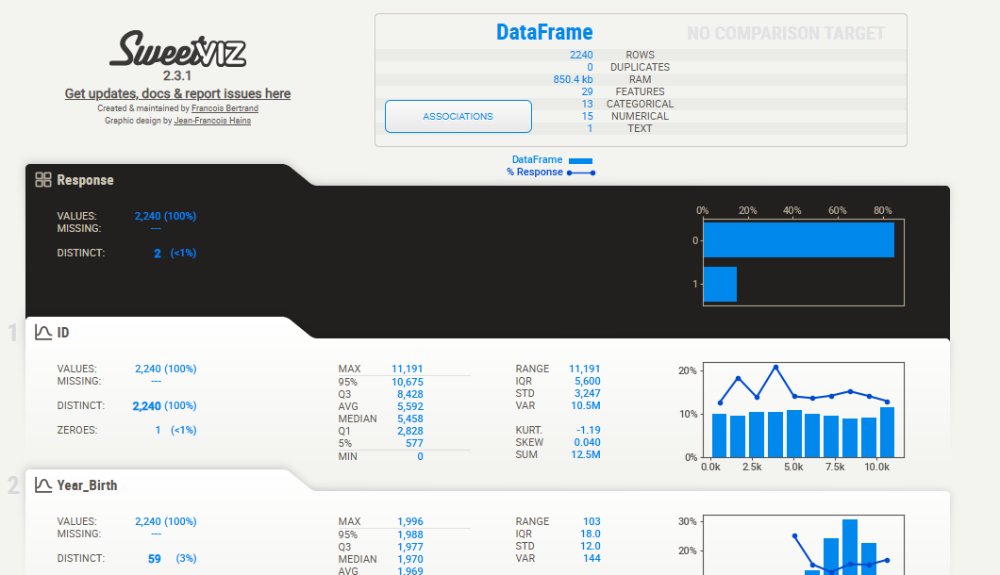 SweetVIZ
2.3.1
Get updates, docs & report issues here
Created & maintained by Francois Bertrand
Graphic design by Jean-Francois Hains
DataFrame
NO COMPARISON TARGET
2240 ROWS
0 DUPLICATES
850.4 kb RAM
29 FEATURES
13 CATEGORICAL
15 NUMERICAL
1 TEXT
ASSOCIATIONS
DataFrame
% Response
Response
VALUES: 2,240 (100%)
MISSING: ---
DISTINCT: 2 (<1%)
0% 20% 40% 60% 80%
0
1
1
ID
VALUES: 2,240 (100%)
MISSING: ---
DISTINCT: 2,240 (100%)
ZEROES: 1 (<1%)
MAX 11,191
95% 10,675
Q3 8,428
AVG 5,592
MEDIAN 5,458
Q1 2,828
5% 577
MIN 0
RANGE 11,191
IQR 5,600
STD 3,247
VAR 10.5M
KURT. -1.19
SKEW 0.040
SUM 12.5M
20%
10%
0%
0.0k 2.5k 5.0k 7.5k 10.0k
2
Year_Birth
VALUES: 2,240 (100%)
MISSING: ---
DISTINCT: 59 (3%)
MAX 1,996
95% 1,988
Q3 1,977
MEDIAN 1,970
AVG 1,969
RANGE 103
IQR 18.0
STD 12.0
VAR 144
30%
20%